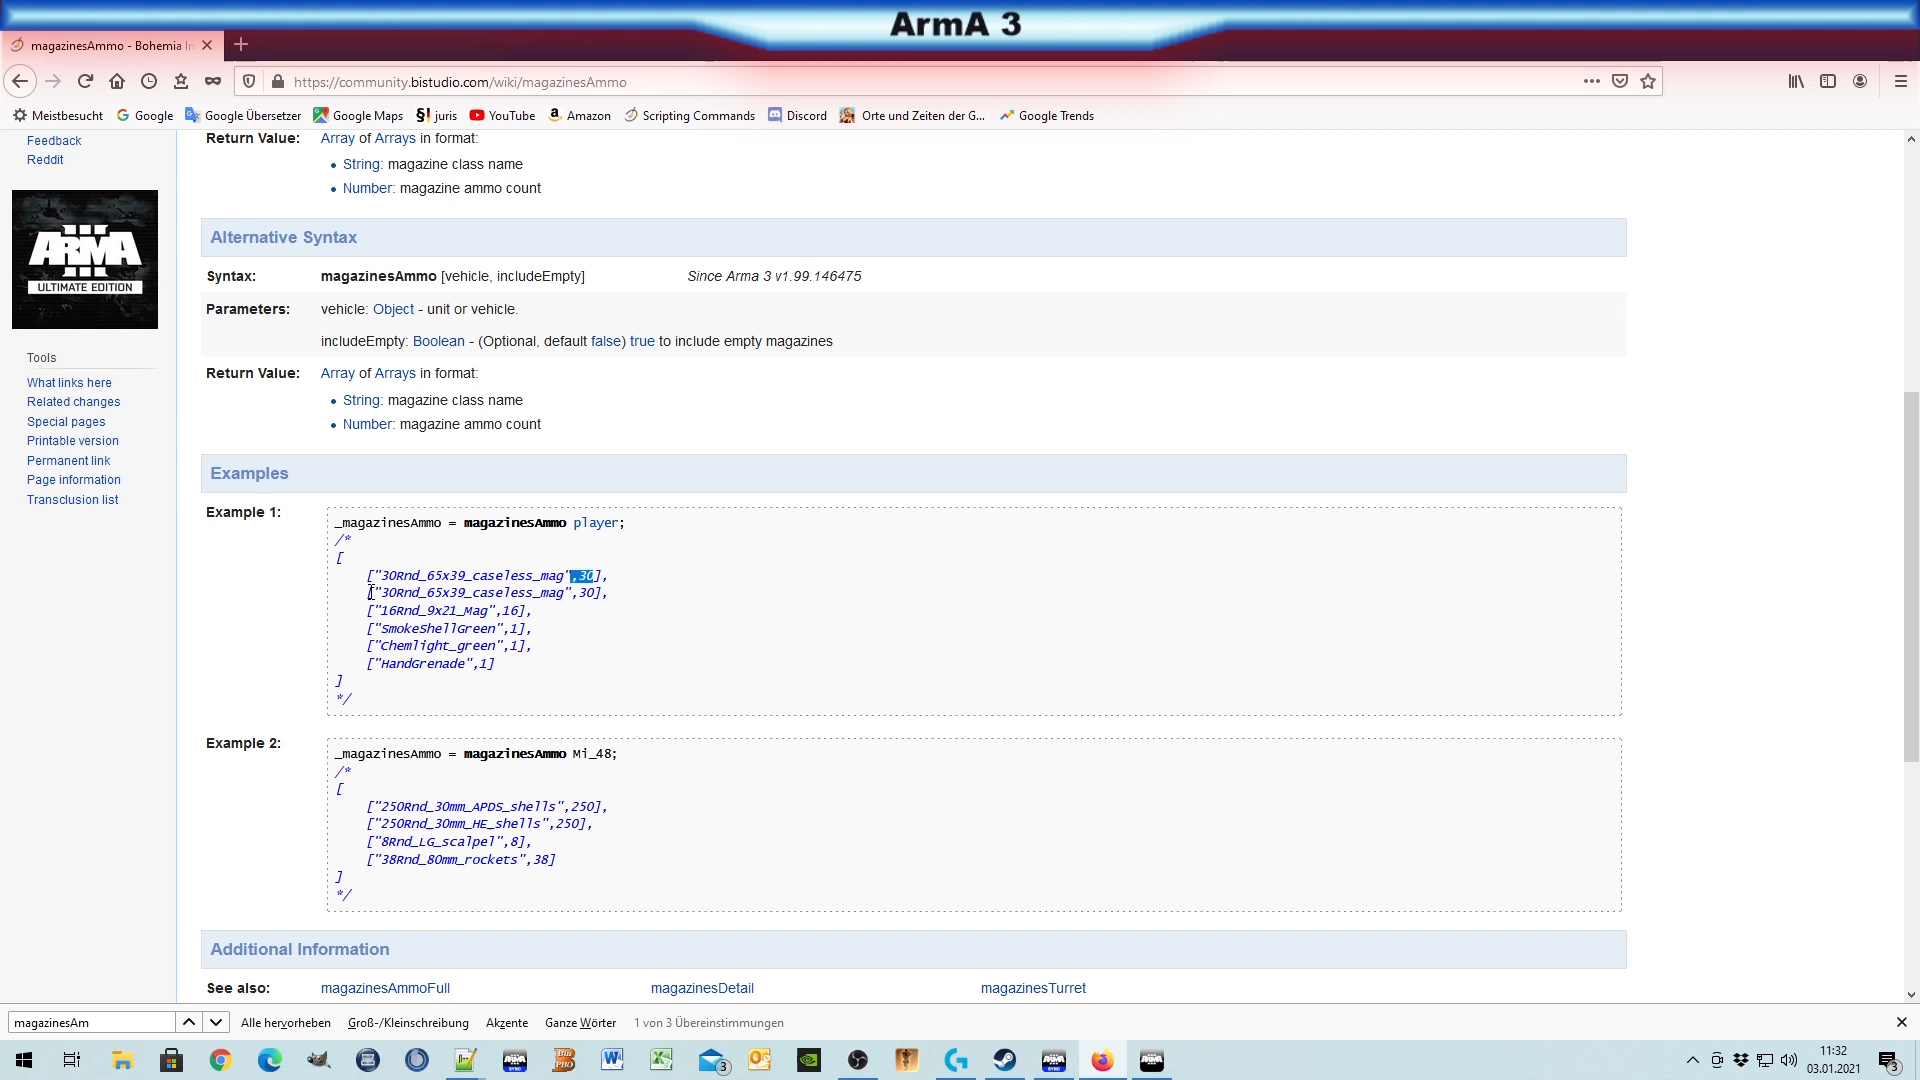 ArmA 3
magazinesAmmo - Bohemia In
https://community.bistudio.com/wiki/magazinesAmmo
Meistbesucht Google Google Übersetzer Google Maps §! juris YouTube Amazon Scripting Commands Discord Orte und Zeiten der G... Google Trends
Feedback
Reddit
ARMA
III
ULTIMATE EDITION
Tools
What links here
Related changes
Special pages
Printable version
Permanent link
Page information
Transclusion list
Return Value: Array of Arrays in format:
String: magazine class name
Number: magazine ammo count
Alternative Syntax
Syntax: magazinesAmmo [vehicle, includeEmpty] Since Arma 3 v1.99.146475
Parameters: vehicle: Object - unit or vehicle.
includeEmpty: Boolean - (Optional, default false) true to include empty magazines
Return Value: Array of Arrays in format:
String: magazine class name
Number: magazine ammo count
Examples
Example 1:
_magazinesAmmo = magazinesAmmo player;
/*
[
["30Rnd_65x39_caseless_mag",30],
["30Rnd_65x39_caseless_mag",30],
["16Rnd_9x21_Mag",16],
["SmokeShellGreen",1],
["Chemlight_green",1],
["HandGrenade",1]
]
*/
Example 2:
_magazinesAmmo = magazinesAmmo Mi_48;
/*
[
["250Rnd_30mm_APDS_shells",250],
["250Rnd_30mm_HE_shells",250],
["8Rnd_LG_scalpel",8],
["38Rnd_80mm_rockets",38]
]
*/
Additional Information
See also: magazinesAmmoFull magazinesDetail magazinesTurret
magazinesAm Alle hervorheben Groß-/Kleinschreibung Akzente Ganze Wörter 1 von 3 Übereinstimmungen
11:32
03.01.2021
3
3